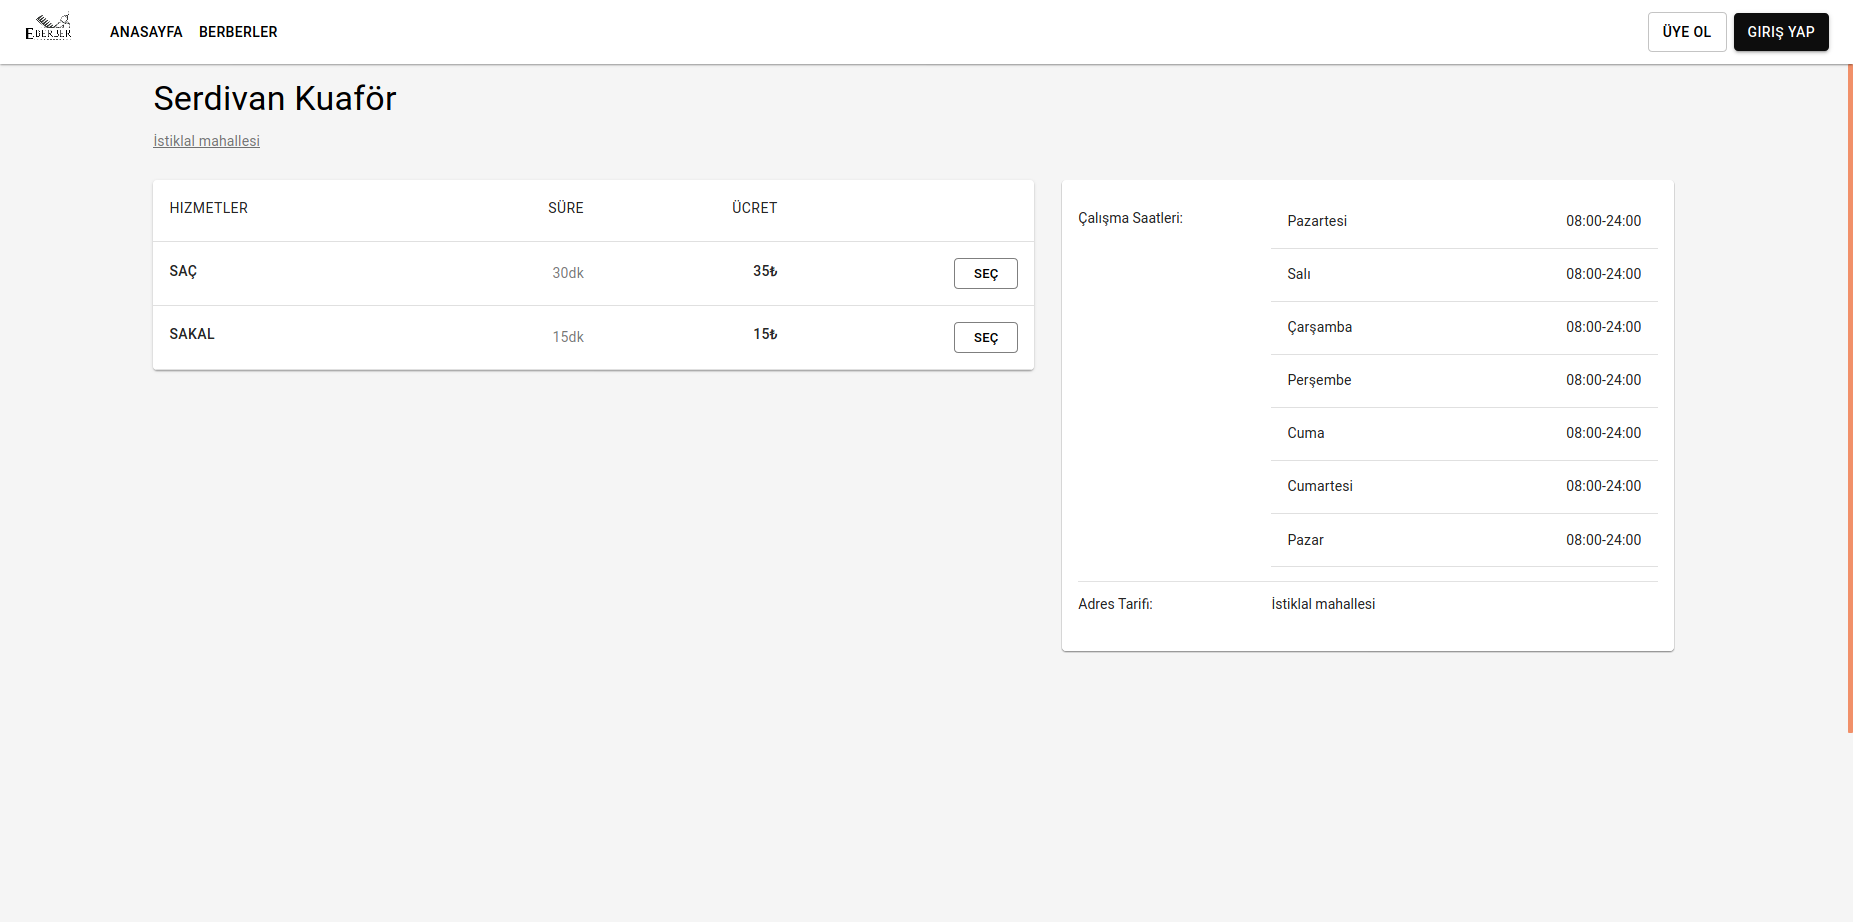 EBERBER
ANASAYFA BERBERLER ÜYE OL GIRIŞ YAP
Serdivan Kuaför
İstiklal mahallesi
HIZMETLER SÜRE ÜCRET
SAÇ 30dk 35₺ SEÇ
SAKAL 15dk 15₺ SEÇ
Çalışma Saatleri:
Pazartesi 08:00-24:00
Salı 08:00-24:00
Çarşamba 08:00-24:00
Perşembe 08:00-24:00
Cuma 08:00-24:00
Cumartesi 08:00-24:00
Pazar 08:00-24:00
Adres Tarifi: İstiklal mahallesi